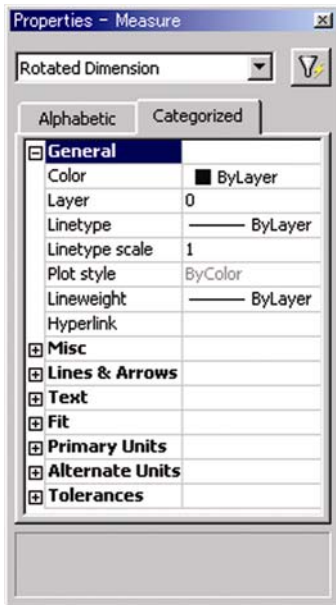 Properties - Measure
Rotated Dimension
Alphabetic Categorized
General
Color ByLayer
Layer 0
Linetype ByLayer
Linetype scale 1
Plot style ByColor
Lineweight ByLayer
Hyperlink
Misc
Lines & Arrows
Text
Fit
Primary Units
Alternate Units
Tolerances